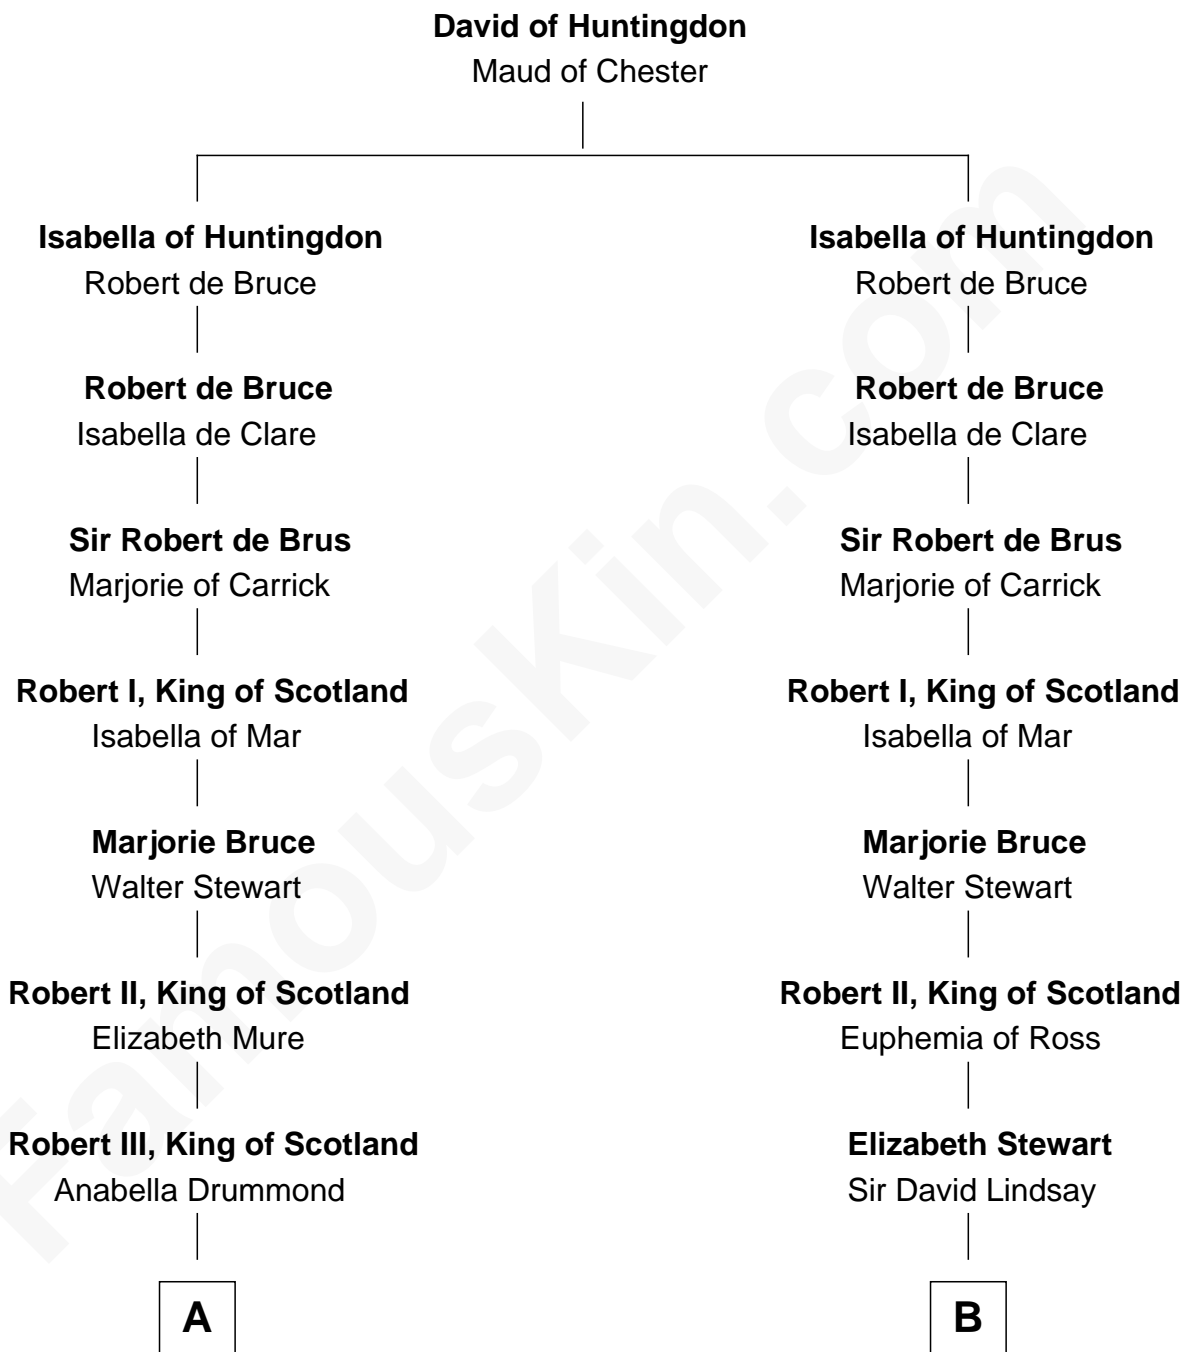 David of Huntingdon
Maud of Chester
Isabella of Huntingdon
Robert de Bruce
Robert de Bruce
Isabella de Clare
Sir Robert de Brus
Marjorie of Carrick
Robert I, King of Scotland
Isabella of Mar
Marjorie Bruce
Walter Stewart
Robert II, King of Scotland
Elizabeth Mure
Robert III, King of Scotland
Anabella Drummond
A
Isabella of Huntingdon
Robert de Bruce
Robert de Bruce
Isabella de Clare
Sir Robert de Brus
Marjorie of Carrick
Robert I, King of Scotland
Isabella of Mar
Marjorie Bruce
Walter Stewart
Robert II, King of Scotland
Euphemia of Ross
Elizabeth Stewart
Sir David Lindsay
B
FamousKin.com